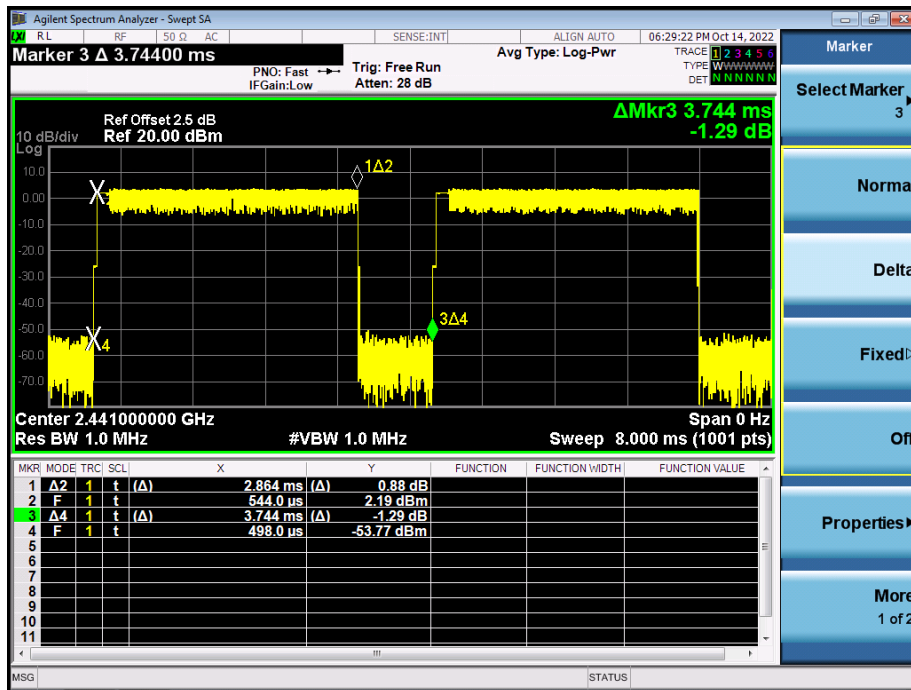 Agilent Spectrum Analyzer - Swept SA
LXI RL RF 50 Ω AC SENSE:INT ALIGN AUTO 06:29:22 PM Oct 14, 2022
Marker 3 Δ 3.74400 ms
PNO: Fast
IFGain:Low
Trig: Free Run
Atten: 28 dB
Avg Type: Log-Pwr
TRACE 1 2 3 4 5 6
TYPE W W W W W W
DET N N N N N N
ΔMkr3 3.744 ms
-1.29 dB
Ref Offset 2.5 dB
Ref 20.00 dBm
10 dB/div
Log
10.0
0.00
-10.0
-20.0
-30.0
-40.0
-50.0
-60.0
-70.0
1Δ2
3Δ4
4
Center 2.441000000 GHz Span 0 Hz
Res BW 1.0 MHz #VBW 1.0 MHz Sweep 8.000 ms (1001 pts)
MKR MODE TRC SCL X Y FUNCTION FUNCTION WIDTH FUNCTION VALUE
1 Δ2 1 t (Δ) 2.864 ms (Δ) 0.88 dB
2 F 1 t 544.0 µs 2.19 dBm
3 Δ4 1 t (Δ) 3.744 ms (Δ) -1.29 dB
4 F 1 t 498.0 µs -53.77 dBm
5
6
7
8
9
10
11
MSG STATUS
Marker
Select Marker
3
Norma
Delta
Fixed
Off
Properties
More
1 of 2